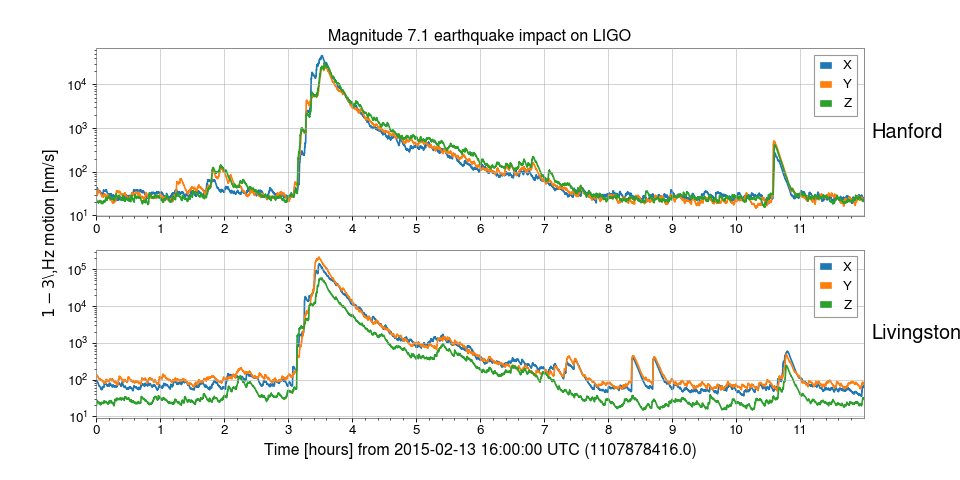 Magnitude 7.1 earthquake impact on LIGO
10^4
10^3
10^2
10^1
X
Y
Z
Hanford
0 1 2 3 4 5 6 7 8 9 10 11
1 − 3\,Hz motion [nm/s]
10^5
10^4
10^3
10^2
10^1
X
Y
Z
Livingston
0 1 2 3 4 5 6 7 8 9 10 11
Time [hours] from 2015-02-13 16:00:00 UTC (1107878416.0)